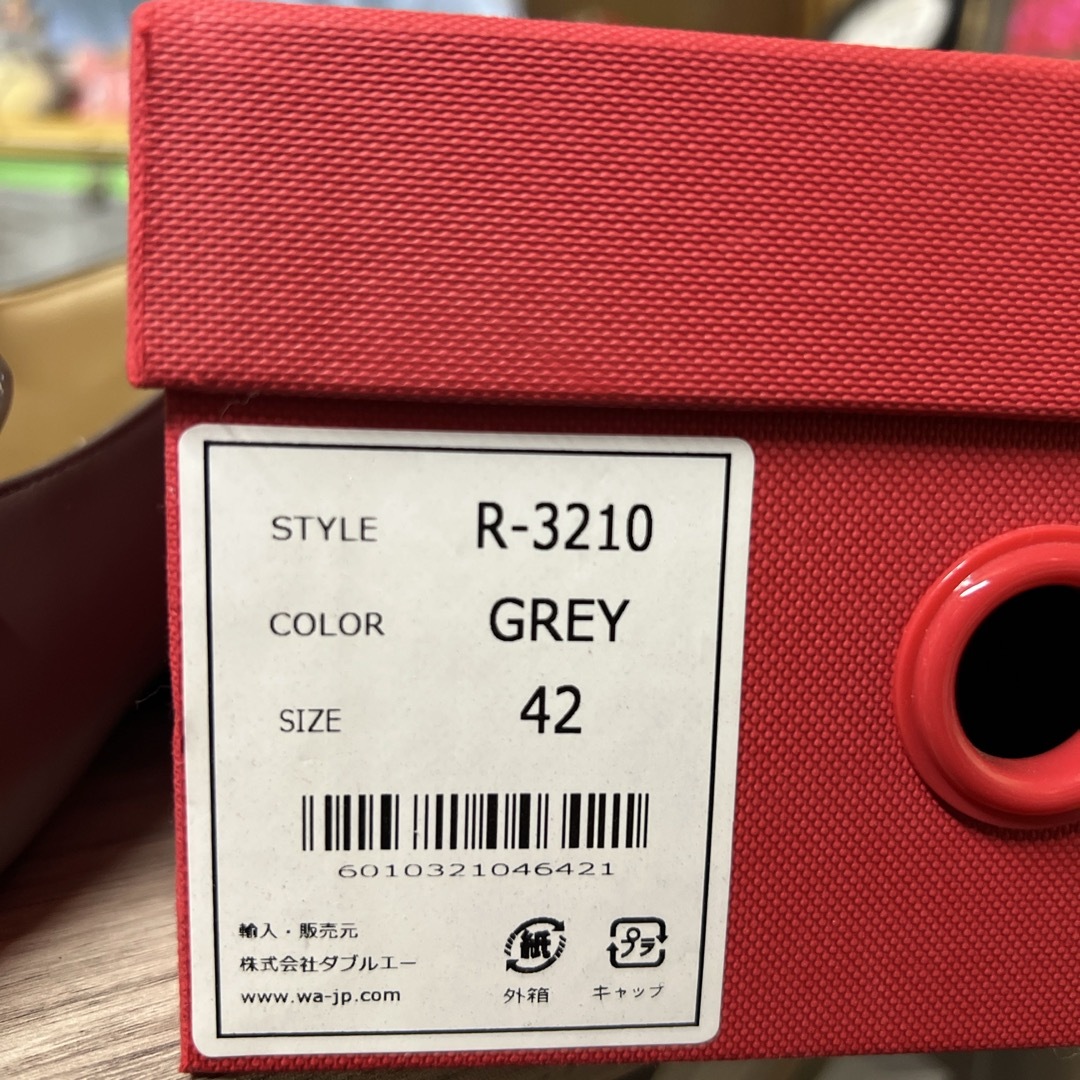 STYLE R-3210
COLOR GREY
SIZE 42
6010321046421
輸入・販売元
株式会社ダブルエー
www.wa-jp.com
紙
外箱
プラ
キャップ